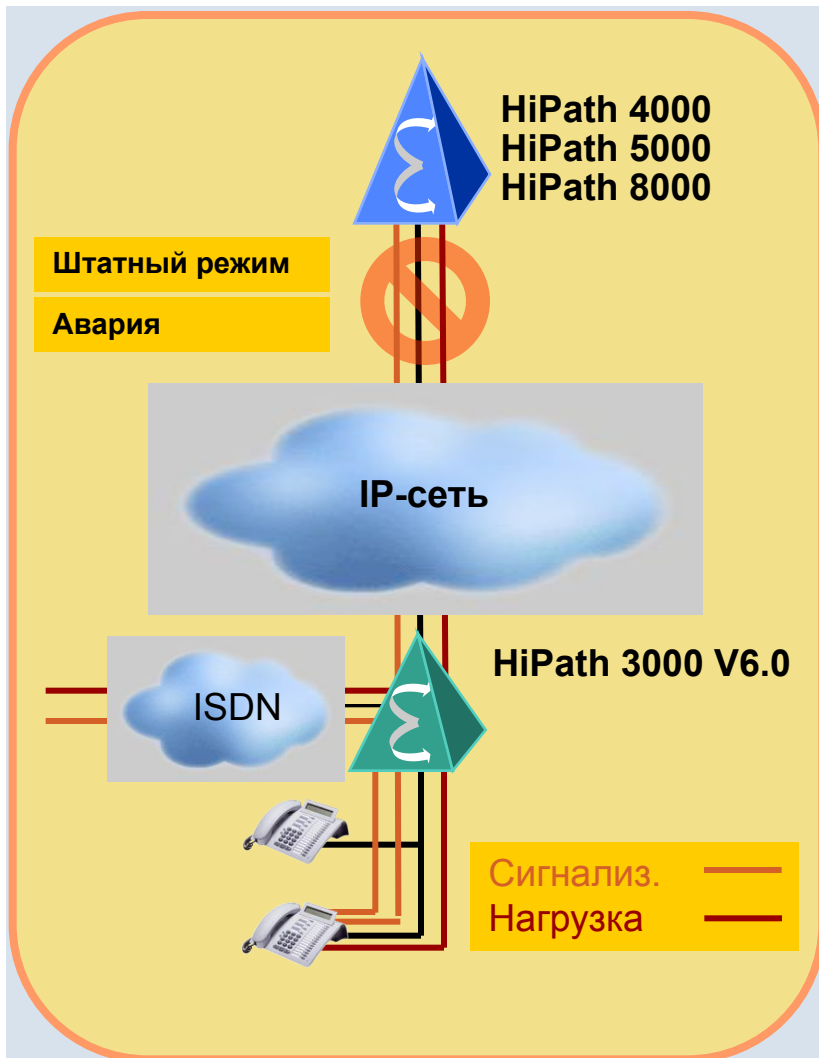 HiPath 4000
HiPath 5000
HiPath 8000
Штатный режим
Авария
IP-сеть
HiPath 3000 V6.0
ISDN
Сигнализ.
Нагрузка